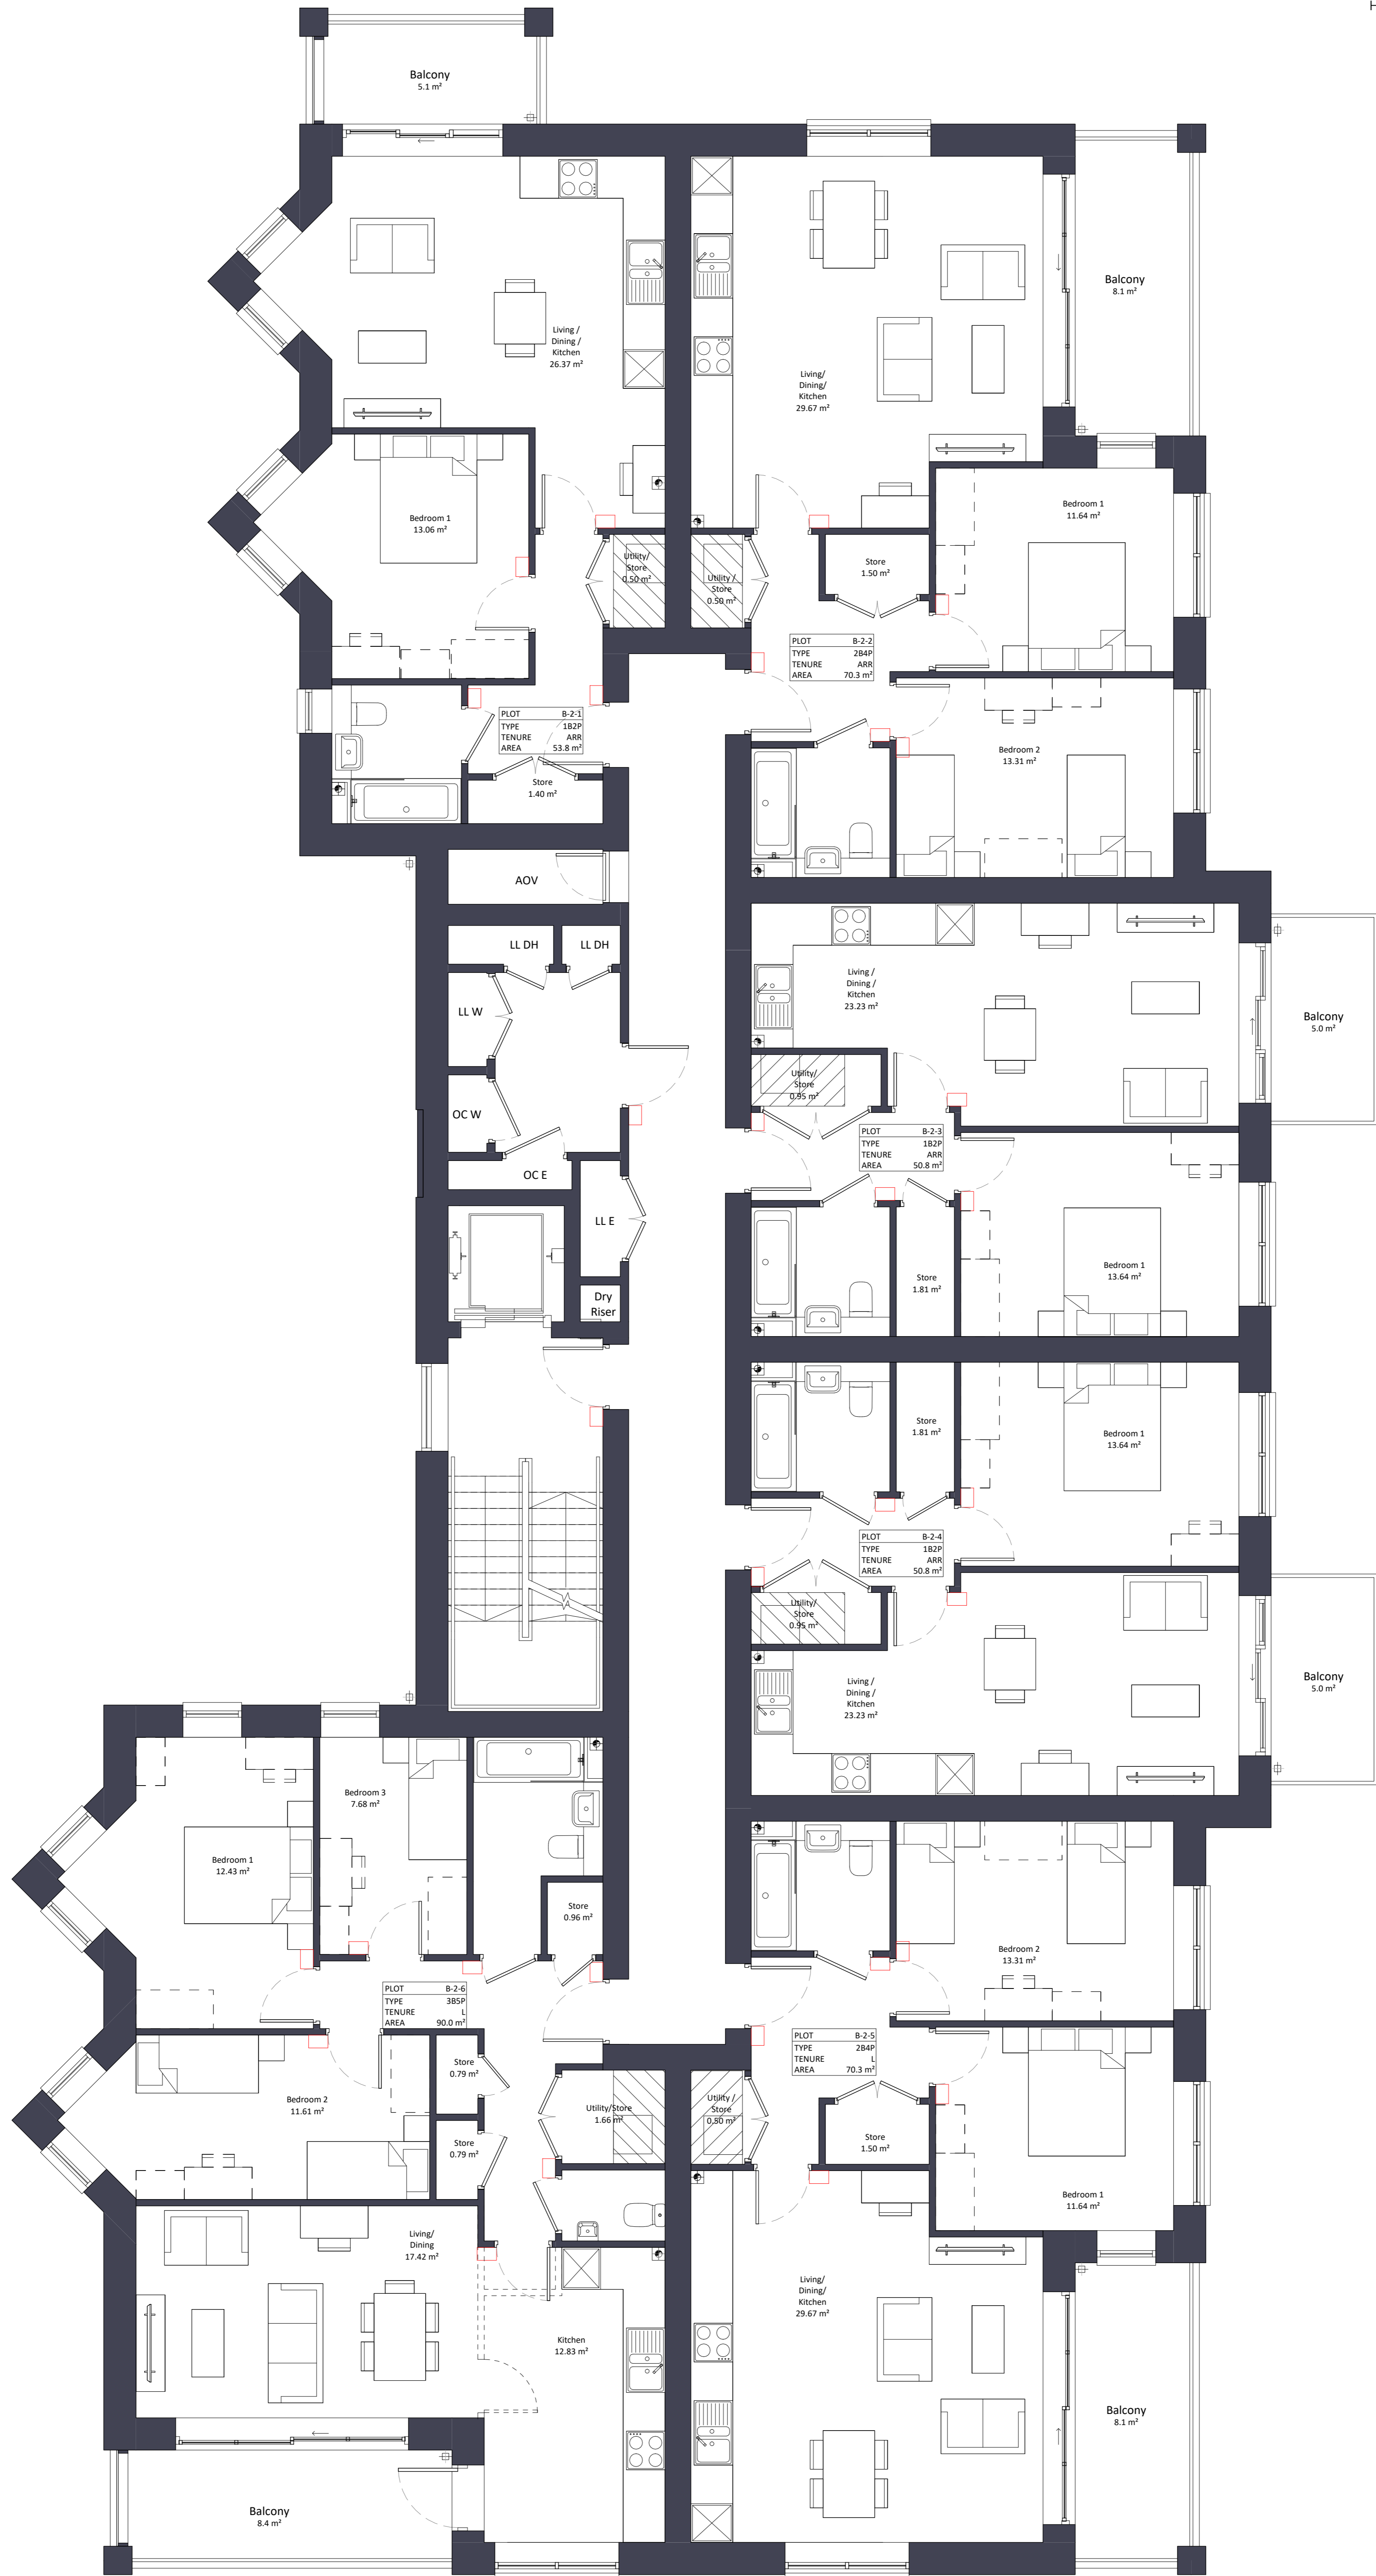 H
Balcony
5.1 m²
Living /
Dining /
Kitchen
26.37 m²
Living/
Dining/
Kitchen
29.67 m²
Balcony
8.1 m²
Bedroom 1
13.06 m²
Bedroom 1
11.64 m²
Utility/
Store
0.50 m²
Utility /
Store
0.50 m²
Store
1.50 m²
PLOT B-2-2
TYPE 2B4P
TENURE ARR
AREA 70.3 m²
PLOT B-2-1
TYPE 1B2P
TENURE ARR
AREA 53.8 m²
Bedroom 2
13.31 m²
Store
1.40 m²
AOV
LL DH
LL DH
LL W
OC W
OC E
LL E
Dry
Riser
Living /
Dining /
Kitchen
23.23 m²
Balcony
5.0 m²
Utility/
Store
0.95 m²
PLOT B-2-3
TYPE 1B2P
TENURE ARR
AREA 50.8 m²
Store
1.81 m²
Bedroom 1
13.64 m²
Store
1.81 m²
Bedroom 1
13.64 m²
PLOT B-2-4
TYPE 1B2P
TENURE ARR
AREA 50.8 m²
Utility/
Store
0.95 m²
Living /
Dining /
Kitchen
23.23 m²
Balcony
5.0 m²
Bedroom 3
7.68 m²
Bedroom 1
12.43 m²
Store
0.96 m²
Bedroom 2
13.31 m²
PLOT B-2-6
TYPE 3B5P
TENURE L
AREA 90.0 m²
PLOT B-2-5
TYPE 2B4P
TENURE L
AREA 70.3 m²
Store
0.79 m²
Bedroom 2
11.61 m²
Utility/Store
1.66 m²
Utility /
Store
0.50 m²
Store
0.79 m²
Store
1.50 m²
Bedroom 1
11.64 m²
Living/
Dining
17.42 m²
Living/
Dining/
Kitchen
29.67 m²
Kitchen
12.83 m²
Balcony
8.1 m²
Balcony
8.4 m²